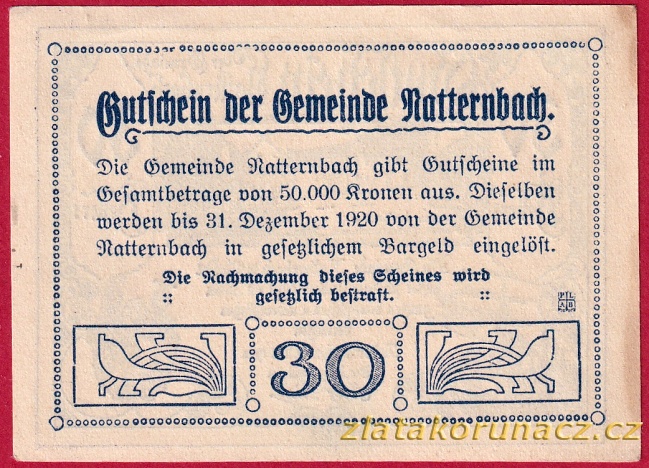 Gutschein der Gemeinde Natternbach.
Die Gemeinde Natternbach gibt Gutscheine im
Gesamtbetrage von 50.000 Kronen aus. Dieselben
werden bis 31. Dezember 1920 von der Gemeinde
Natternbach in gesetzlichem Bargeld eingelöst.
Die Nachmachung dieses Scheines wird
:: gesetzlich bestraft. ::
PL
AB
30
zlatakorunacz.cz